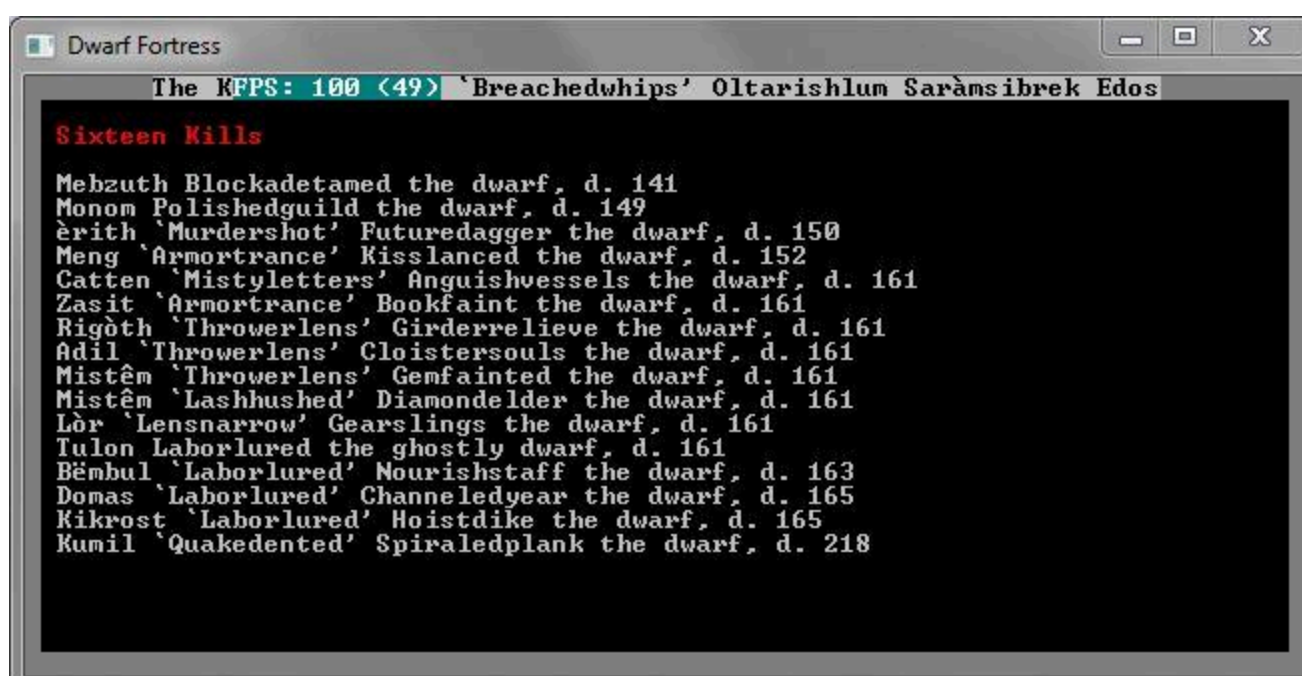 Dwarf Fortress
The KFPS: 100 (49) `Breachedwhips' Oltarishlum Saràmsibrek Edos
Sixteen Kills
Mebzuth Blockadetamed the dwarf, d. 141
Monom Polishedguild the dwarf, d. 149
èrith `Murdershot' Futuredagger the dwarf, d. 150
Meng `Armortrance' Kisslanced the dwarf, d. 152
Catten `Mistyletters' Anguishvessels the dwarf, d. 161
Zasit `Armortrance' Bookfaint the dwarf, d. 161
Rigòth `Throwerlens' Girderrelieve the dwarf, d. 161
Adil `Throwerlens' Cloistersouls the dwarf, d. 161
Mistêm `Throwerlens' Gemfainted the dwarf, d. 161
Mistêm `Lashhushed' Diamondelder the dwarf, d. 161
Lòr `Lensnarrow' Gearslings the dwarf, d. 161
Tulon Laborlured the ghostly dwarf, d. 161
Bëmbul `Laborlured' Nourishstaff the dwarf, d. 163
Domas `Laborlured' Channeledyear the dwarf, d. 165
Kikrost `Laborlured' Hoistdike the dwarf, d. 165
Kumil `Quakedented' Spiraledplank the dwarf, d. 218